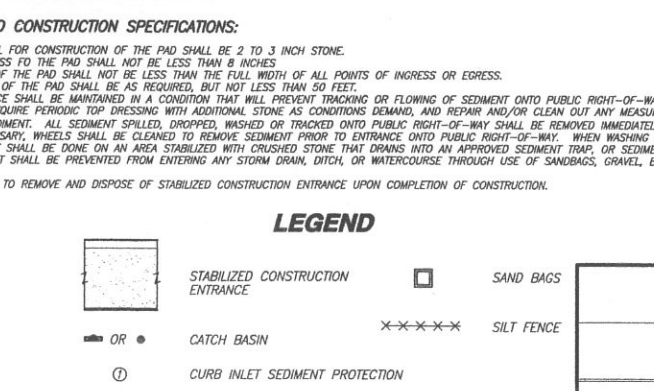 CONSTRUCTION SPECIFICATIONS:
FOR CONSTRUCTION OF THE PAD SHALL BE 2 TO 3 INCH STONE.
FO THE PAD SHALL NOT BE LESS THAN 8 INCHES
OF THE PAD SHALL NOT BE LESS THAN THE FULL WIDTH OF ALL POINTS OF INGRESS OR EGRESS.
OF THE PAD SHALL BE AS REQUIRED, BUT NOT LESS THAN 50 FEET.
SHALL BE MAINTAINED IN A CONDITION THAT WILL PREVENT TRACKING OR FLOWING OF SEDIMENT ONTO PUBLIC RIGHT-OF-WA
PERIODIC TOP DRESSING WITH ADDITIONAL STONE AS CONDITIONS DEMAND, AND REPAIR AND/OR CLEAN OUT ANY MEASU
DIMENT. ALL SEDIMENT SPILLED, DROPPED, WASHED OR TRACKED ONTO PUBLIC RIGHT-OF-WAY SHALL BE REMOVED IMMEDIATEL
SARY, WHEELS SHALL BE CLEANED TO REMOVE SEDIMENT PRIOR TO ENTRANCE ONTO PUBLIC RIGHT-OF-WAY. WHEN WASHING
SHALL BE DONE ON AN AREA STABILIZED WITH CRUSHED STONE THAT DRAINS INTO AN APPROVED SEDIMENT TRAP, OR SEDIME
T SHALL BE PREVENTED FROM ENTERING ANY STORM DRAIN, DITCH, OR WATERCOURSE THROUGH USE OF SANDBAGS, GRAVEL,
TO REMOVE AND DISPOSE OF STABILIZED CONSTRUCTION ENTRANCE UPON COMPLETION OF CONSTRUCTION.
LEGEND
STABILIZED CONSTRUCTION
ENTRANCE
SAND BAGS
SILT FENCE
OR
CATCH BASIN
1 CURB INLET SEDIMENT PROTECTION